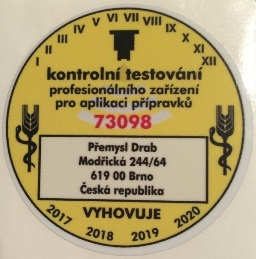 I II III IV V VI VII VIII IX X XI XII
kontrolní testování
profesionálního zařízení
pro aplikaci přípravků
73098
Přemysl Drab
Modřická 244/64
619 00 Brno
Česká republika
VYHOVUJE
2017 2018 2019 2020